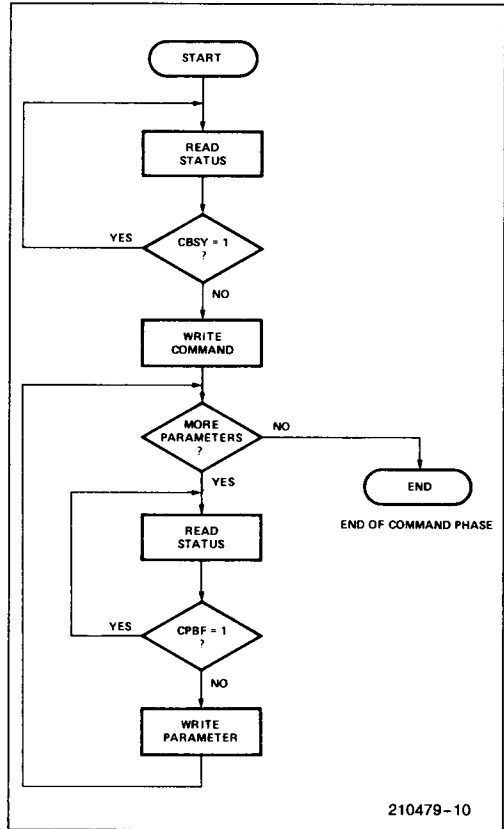 START
READ
STATUS
YES
CBSY = 1
?
NO
WRITE
COMMAND
MORE
PARAMETERS
?
NO
YES
END
END OF COMMAND PHASE
READ
STATUS
YES
CPBF = 1
?
NO
WRITE
PARAMETER
210479-10